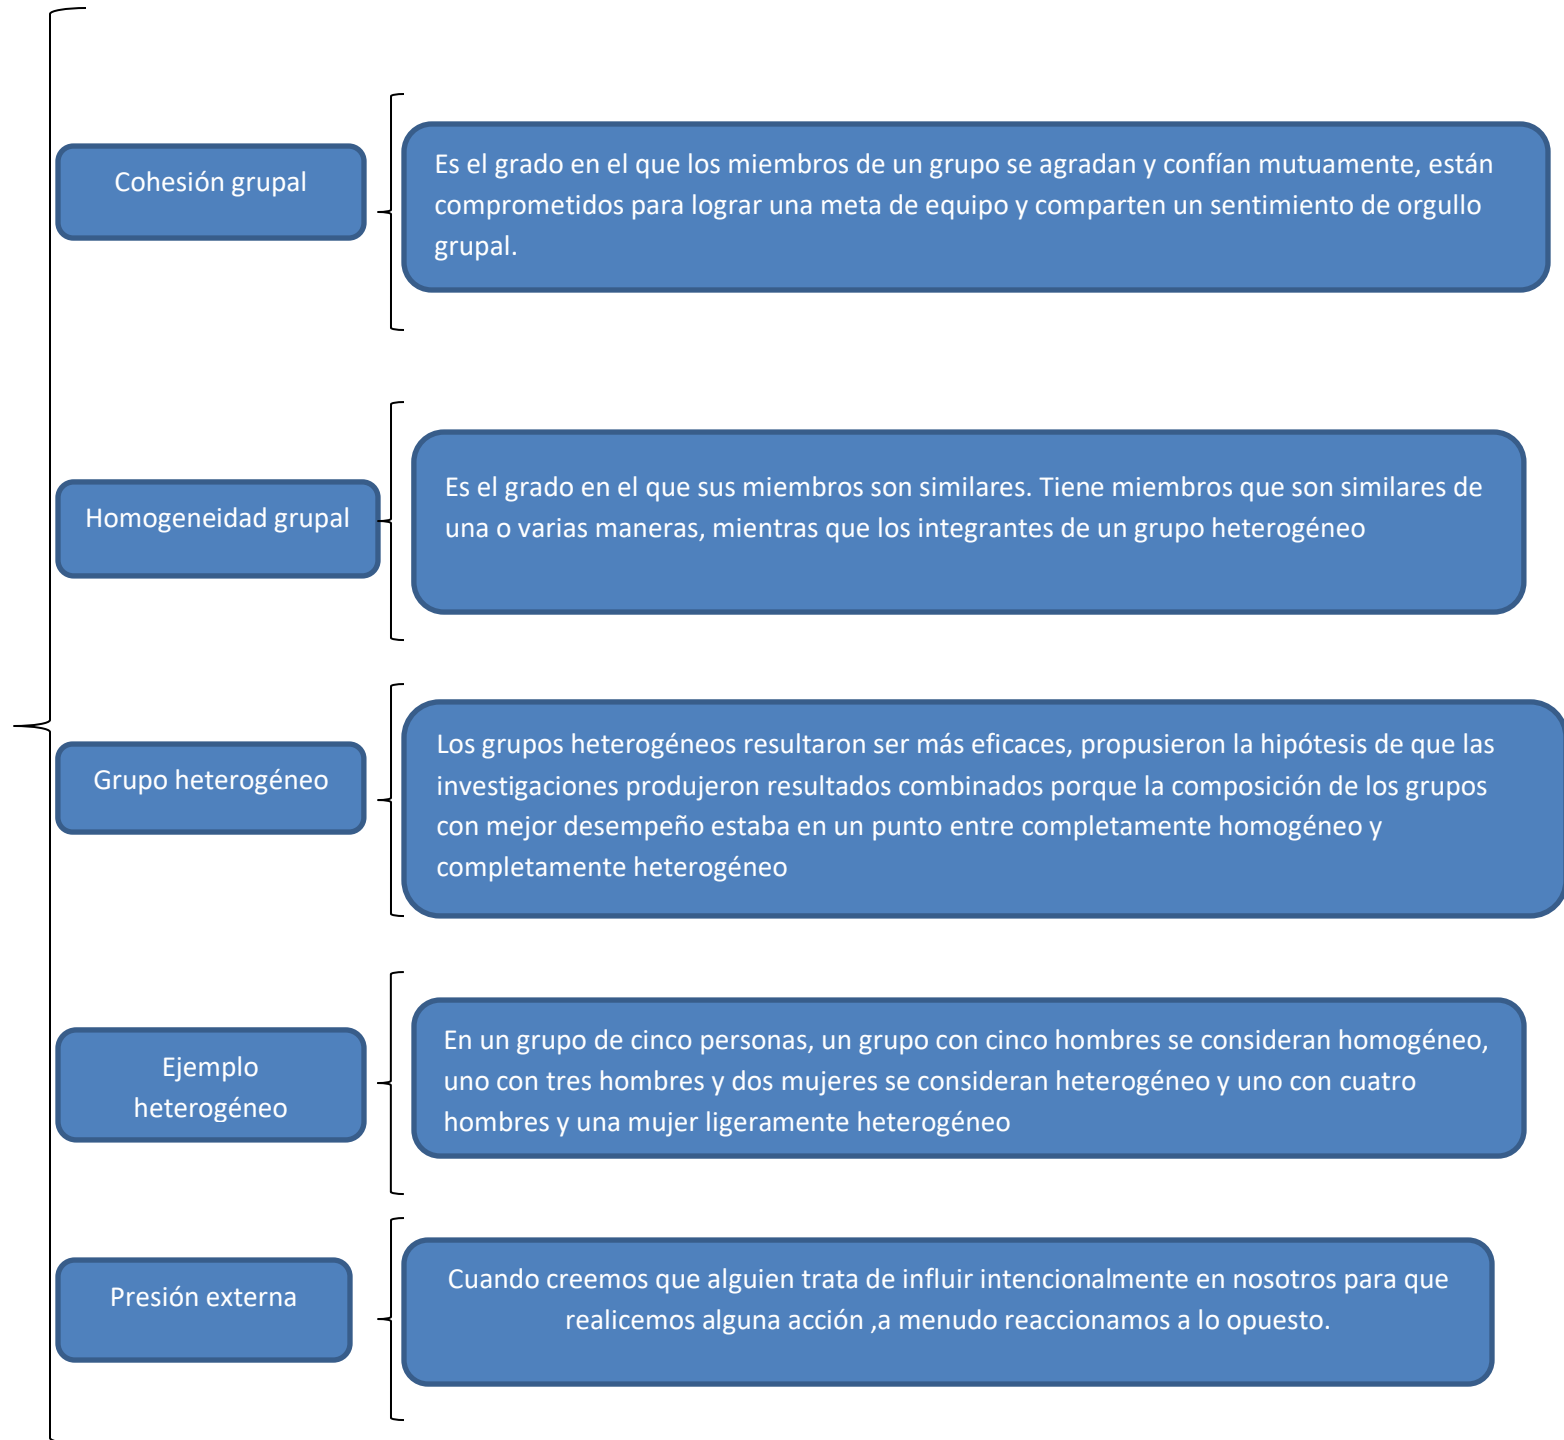 Cohesión grupal
Es el grado en el que los miembros de un grupo se agradan y confían mutuamente, están
comprometidos para lograr una meta de equipo y comparten un sentimiento de orgullo
grupal.
Homogeneidad grupal
Es el grado en el que sus miembros son similares. Tiene miembros que son similares de
una o varias maneras, mientras que los integrantes de un grupo heterogéneo
Grupo heterogéneo
Los grupos heterogéneos resultaron ser más eficaces, propusieron la hipótesis de que las
investigaciones produjeron resultados combinados porque la composición de los grupos
con mejor desempeño estaba en un punto entre completamente homogéneo y
completamente heterogéneo
Ejemplo
heterogéneo
En un grupo de cinco personas, un grupo con cinco hombres se consideran homogéneo,
uno con tres hombres y dos mujeres se consideran heterogéneo y uno con cuatro
hombres y una mujer ligeramente heterogéneo
Presión externa
Cuando creemos que alguien trata de influir intencionalmente en nosotros para que
realicemos alguna acción ,a menudo reaccionamos a lo opuesto.